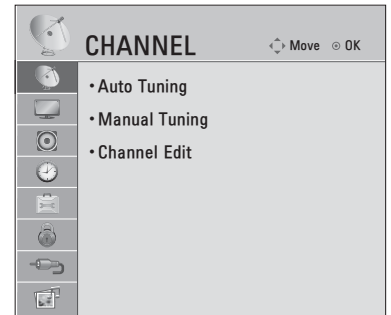 CHANNEL
Move ⊙ OK
• Auto Tuning
• Manual Tuning
• Channel Edit